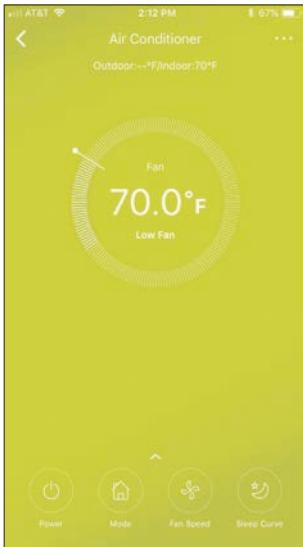 AT&T 2:12 PM 67%
Air Conditioner
Outdoor:--°F/Indoor:70°F
Fan
70.0°F
Low Fan
Power Mode Fan Speed Sleep Curve